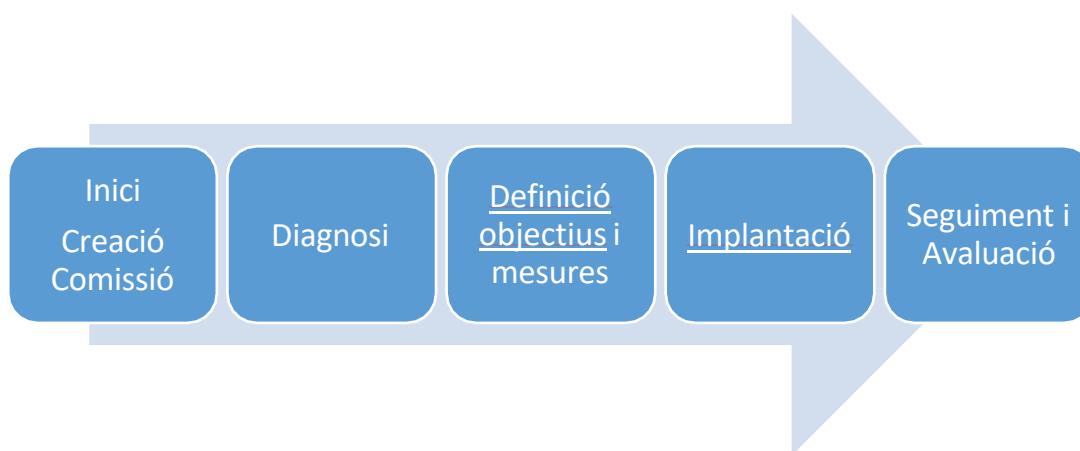 Inici
Creació
Comissió
Diagnosi
Definició
objectius i
mesures
Implantació
Seguiment i
Avaluació